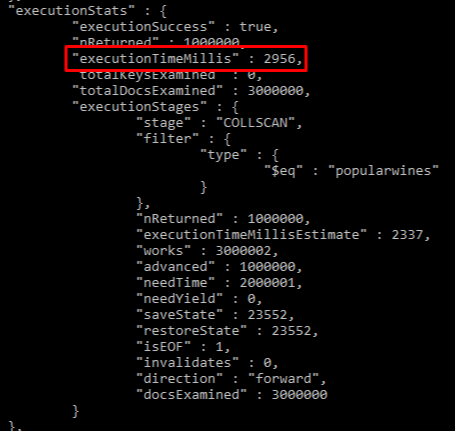 "executionStats" : {
"executionSuccess" : true,
"nReturned" : 1000000,
"executionTimeMillis" : 2956,
"totalKeysExamined" : 0,
"totalDocsExamined" : 3000000,
"executionStages" : {
"stage" : "COLLSCAN",
"filter" : {
"type" : {
"$eq" : "popularwines"
}
},
"nReturned" : 1000000,
"executionTimeMillisEstimate" : 2337,
"works" : 3000002,
"advanced" : 1000000,
"needTime" : 2000001,
"needYield" : 0,
"saveState" : 23552,
"restoreState" : 23552,
"isEOF" : 1,
"invalidates" : 0,
"direction" : "forward",
"docsExamined" : 3000000
}
},